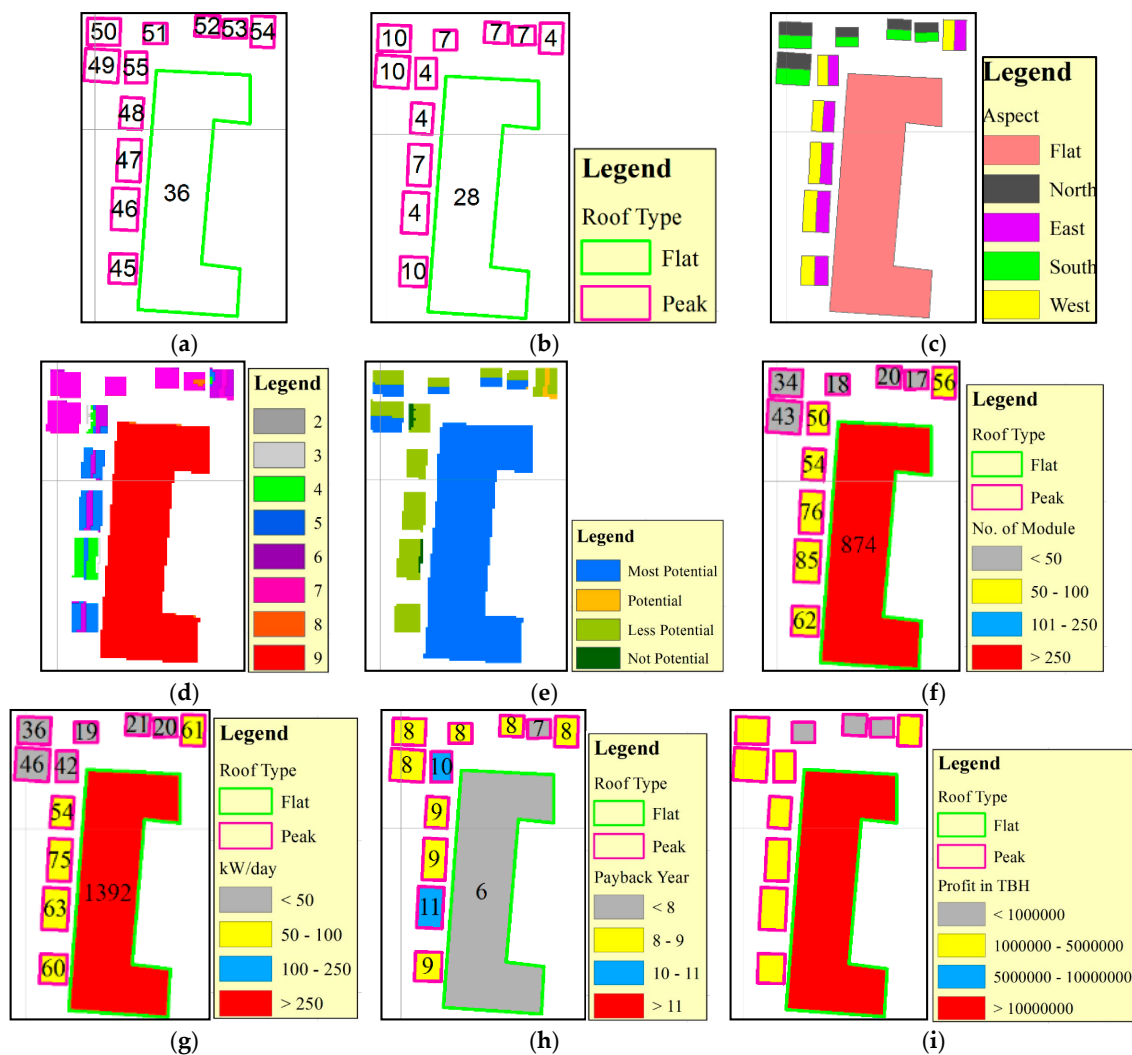 50 51 52 53 54
49 55
48
47
36
46
45
(a)
10 7 7 7 4
10 4
4
7
28
4
10
Legend
Roof Type
Flat
Peak
(b)
Legend
Aspect
Flat
North
East
South
West
(c)
Legend
2
3
4
5
6
7
8
9
(d)
Legend
Most Potential
Potential
Less Potential
Not Potential
(e)
34 18 20 17 56
43 50
54
76
874
85
62
Legend
Roof Type
Flat
Peak
No. of Module
< 50
50 - 100
101 - 250
> 250
(f)
36 19 21 20 61
46 42
54
75
1392
63
60
Legend
Roof Type
Flat
Peak
kW/day
< 50
50 - 100
100 - 250
> 250
(g)
8 8 8 7 8
8 10
9
9
6
11
9
Legend
Roof Type
Flat
Peak
Payback Year
< 8
8 - 9
10 - 11
> 11
(h)
Legend
Roof Type
Flat
Peak
Profit in TBH
< 1000000
1000000 - 5000000
5000000 - 10000000
> 10000000
(i)